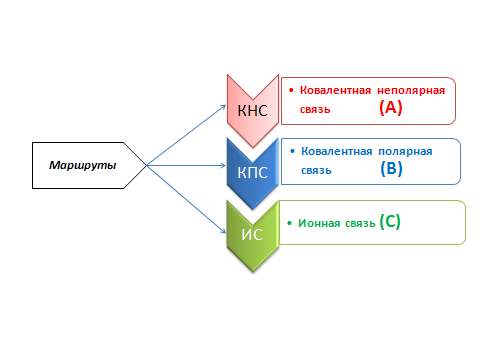 Маршруты
КНС
• Ковалентная неполярная
связь (A)
КПС
• Ковалентная полярная
связь (B)
ИС
• Ионная связь (C)